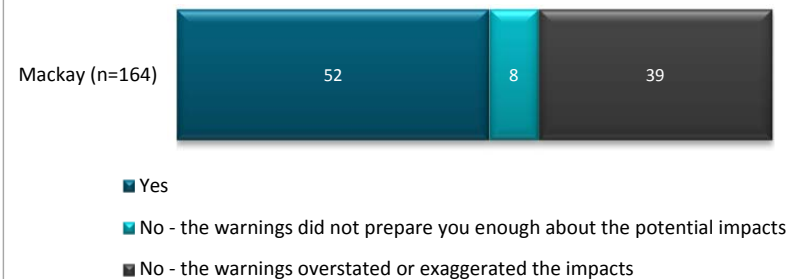 Mackay (n=164) 52 8 39
Yes
No - the warnings did not prepare you enough about the potential impacts
No - the warnings overstated or exaggerated the impacts